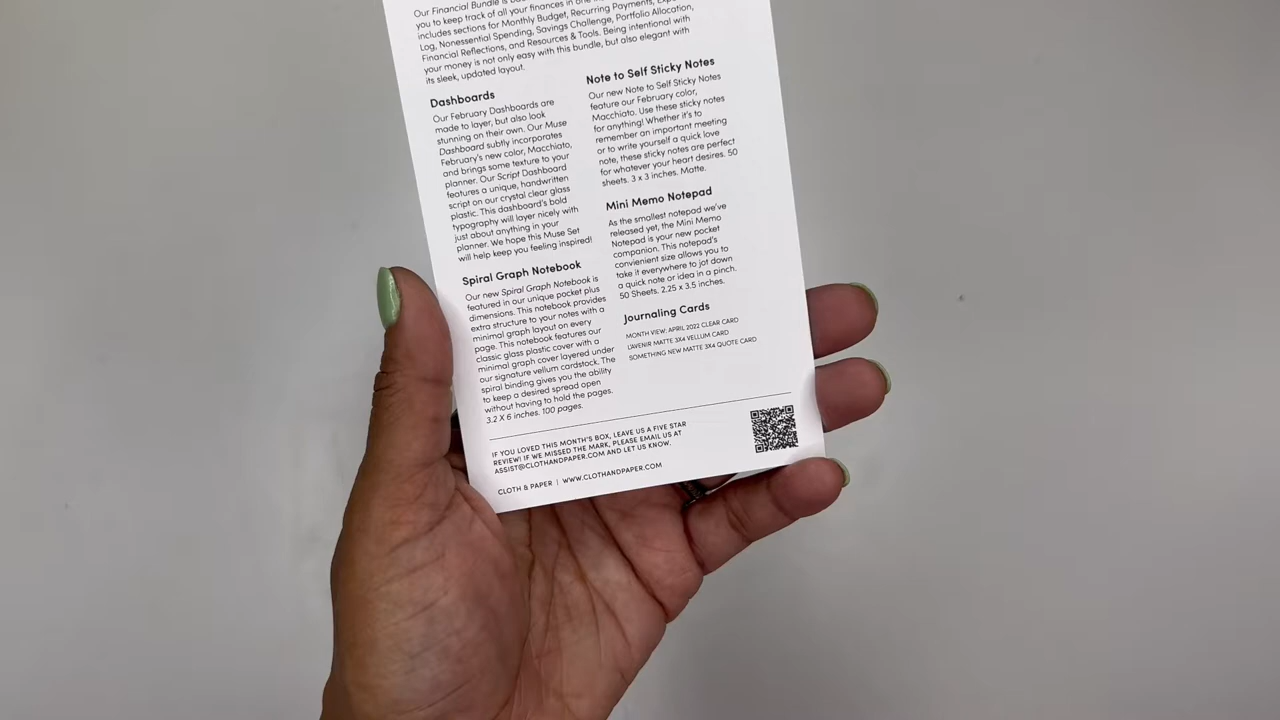 Our Financial Bundle is
you to keep track of all your finances in one
includes sections for Monthly Budget, Recurring Payments,
Log, Nonessential Spending, Savings Challenge, Portfolio Allocation,
Financial Reflections, and Resources & Tools. Being intentional with
your money is not only easy with this bundle, but also elegant with
its sleek, updated layout.
Dashboards
Our February Dashboards are
made to layer, but also look
stunning on their own. Our Muse
Dashboard subtly incorporates
February's new color, Macchiato,
and brings some texture to your
planner. Our Script Dashboard
features a unique, handwritten
script on our crystal clear glass
plastic. This dashboard's bold
typography will layer nicely with
just about anything in your
planner. We hope this Muse Set
will help keep you feeling inspired!
Spiral Graph Notebook
Our new Spiral Graph Notebook is
featured in our unique pocket plus
dimensions. This notebook provides
extra structure to your notes with a
minimal graph layout on every
page. This notebook features our
classic glass plastic cover with a
minimal graph cover layered under
our signature vellum cardstock. The
spiral binding gives you the ability
to keep a desired spread open
without having to hold the pages.
3.2 X 6 inches. 100 pages.
Note to Self Sticky Notes
Our new Note to Self Sticky Notes
feature our February color,
Macchiato. Use these sticky notes
for anything! Whether it's to
remember an important meeting
or to write yourself a quick love
note, these sticky notes are perfect
for whatever your heart desires. 50
sheets. 3 x 3 inches. Matte.
Mini Memo Notepad
As the smallest notepad we've
released yet, the Mini Memo
Notepad is your new pocket
companion. This notepad's
convienient size allows you to
take it everywhere to jot down
a quick note or idea in a pinch.
50 Sheets. 2.25 x 3.5 inches.
Journaling Cards
MONTH VIEW: APRIL 2022 CLEAR CARD
L'AVENIR MATTE 3X4 VELLUM CARD
SOMETHING NEW MATTE 3X4 QUOTE CARD
IF YOU LOVED THIS MONTH'S BOX, LEAVE US A FIVE STAR
REVIEW! IF WE MISSED THE MARK, PLEASE EMAIL US AT
ASSIST@CLOTHANDPAPER.COM AND LET US KNOW.
CLOTH & PAPER | WWW.CLOTHANDPAPER.COM